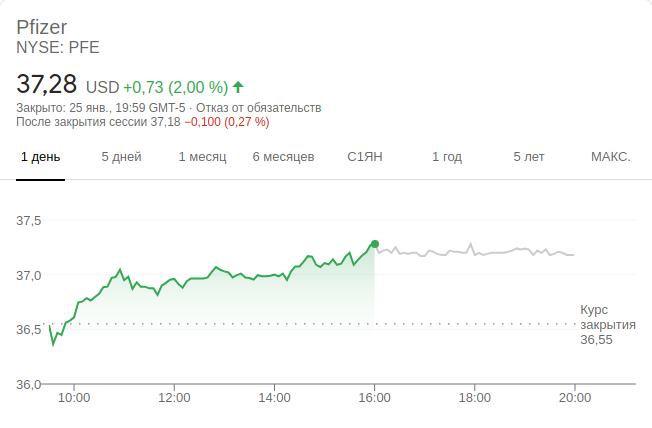 Pfizer
NYSE: PFE
37,28 USD +0,73 (2,00 %)
Закрыто: 25 янв., 19:59 GMT-5 · Отказ от обязательств
После закрытия сессии 37,18 −0,100 (0,27 %)
1 день 5 дней 1 месяц 6 месяцев С1ЯН 1 год 5 лет МАКС.
37,5
37,0
36,5
36,0
Курс
закрытия
36,55
10:00 12:00 14:00 16:00 18:00 20:00